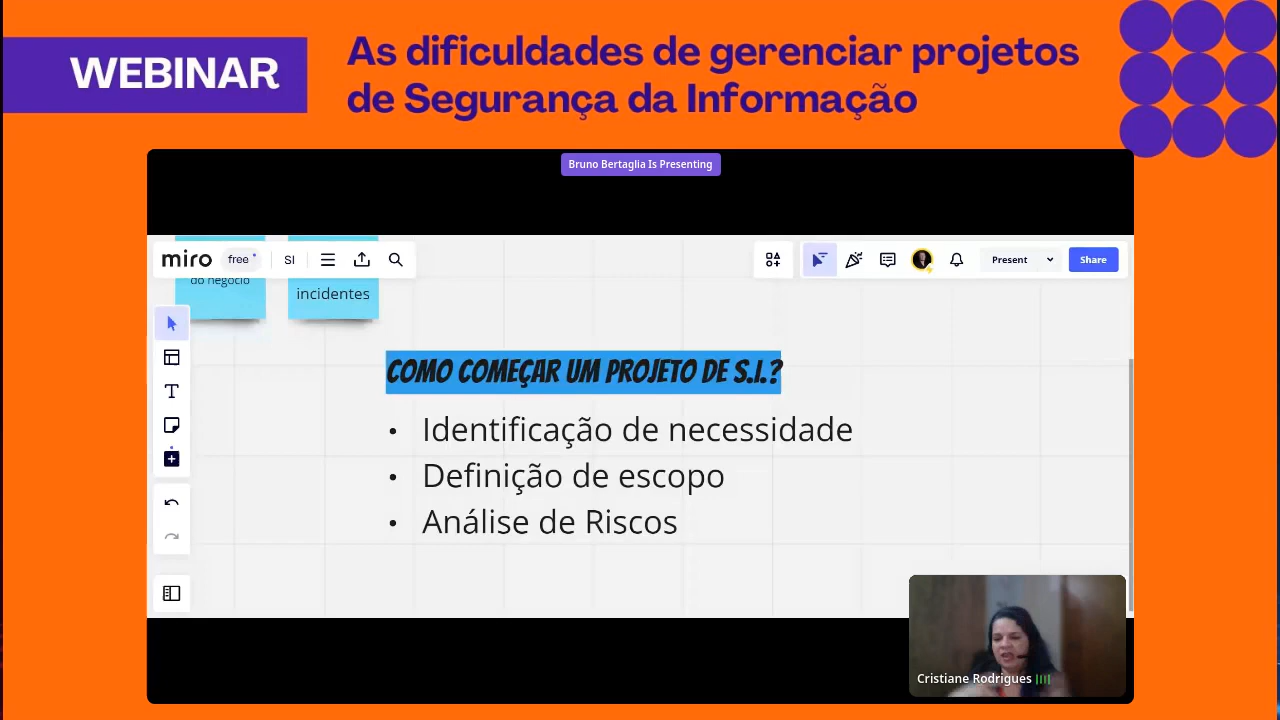 WEBINAR
As dificuldades de gerenciar projetos
de Segurança da Informação
Bruno Bertaglia Is Presenting
miro
free
SI
Present
Share
do negócio
incidentes
COMO COMEÇAR UM PROJETO DE S.I.?
• Identificação de necessidade
• Definição de escopo
• Análise de Riscos
Cristiane Rodrigues